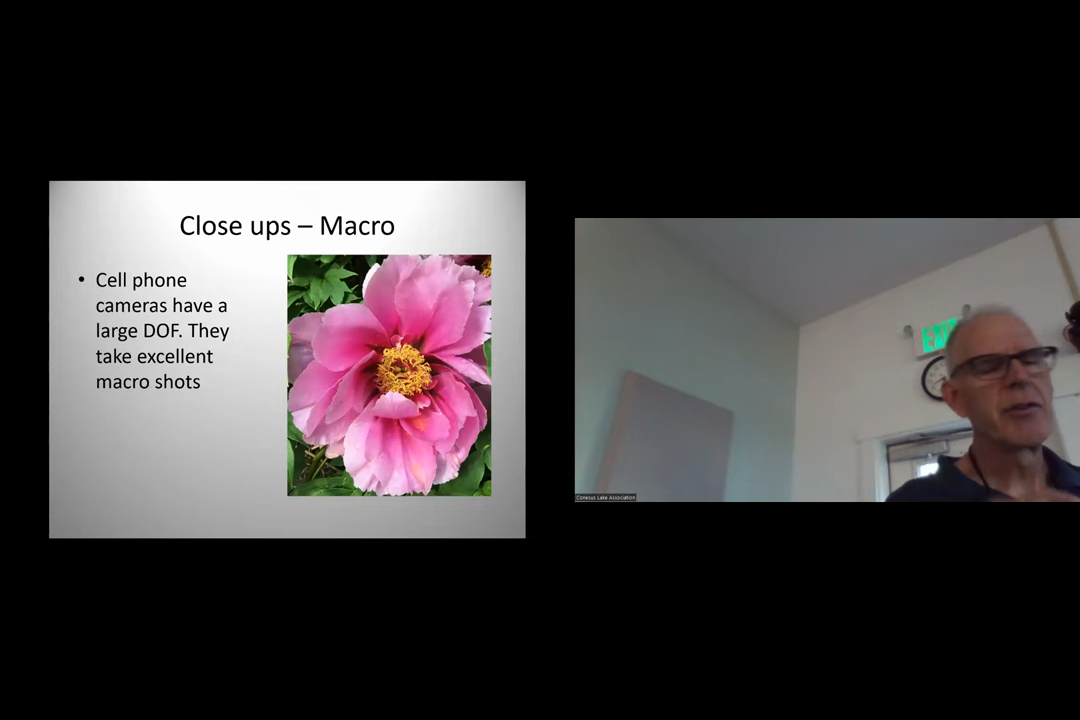 Close ups – Macro
• Cell phone
cameras have a
large DOF. They
take excellent
macro shots
Conesus Lake Association